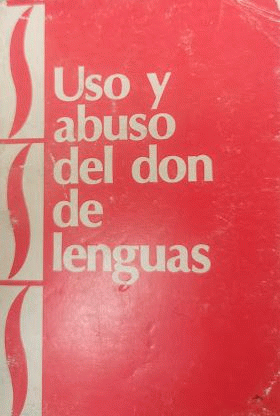 Uso y
abuso
del don
de
lenguas